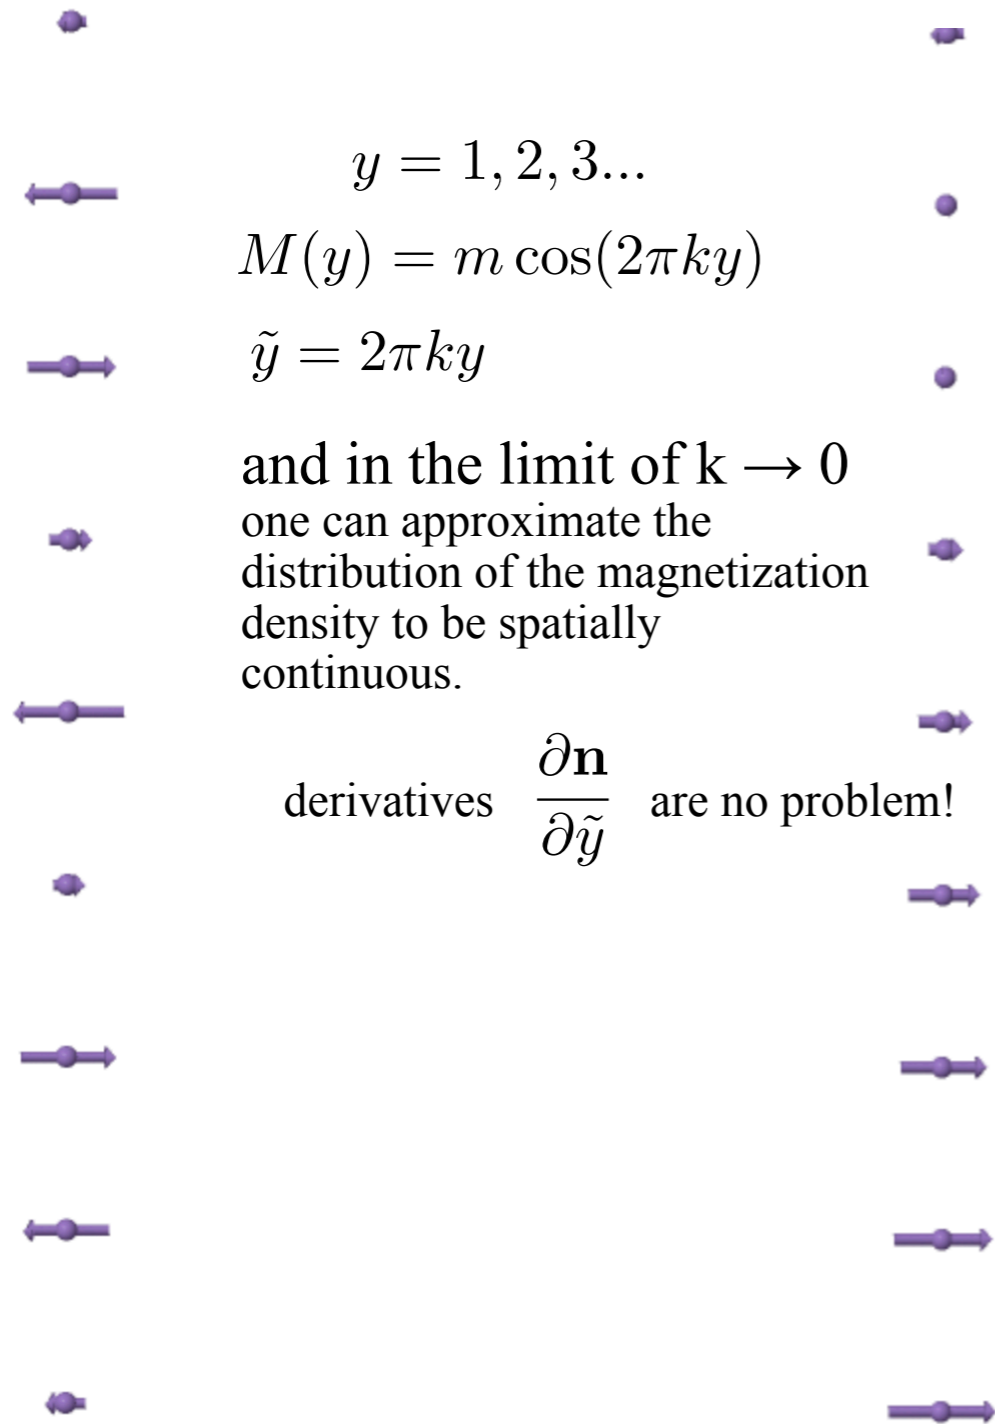 y = 1, 2, 3...
M(y) = m cos(2πky)
ỹ = 2πky
and in the limit of k → 0
one can approximate the
distribution of the magnetization
density to be spatially
continuous.
derivatives ∂n/∂ỹ are no problem!